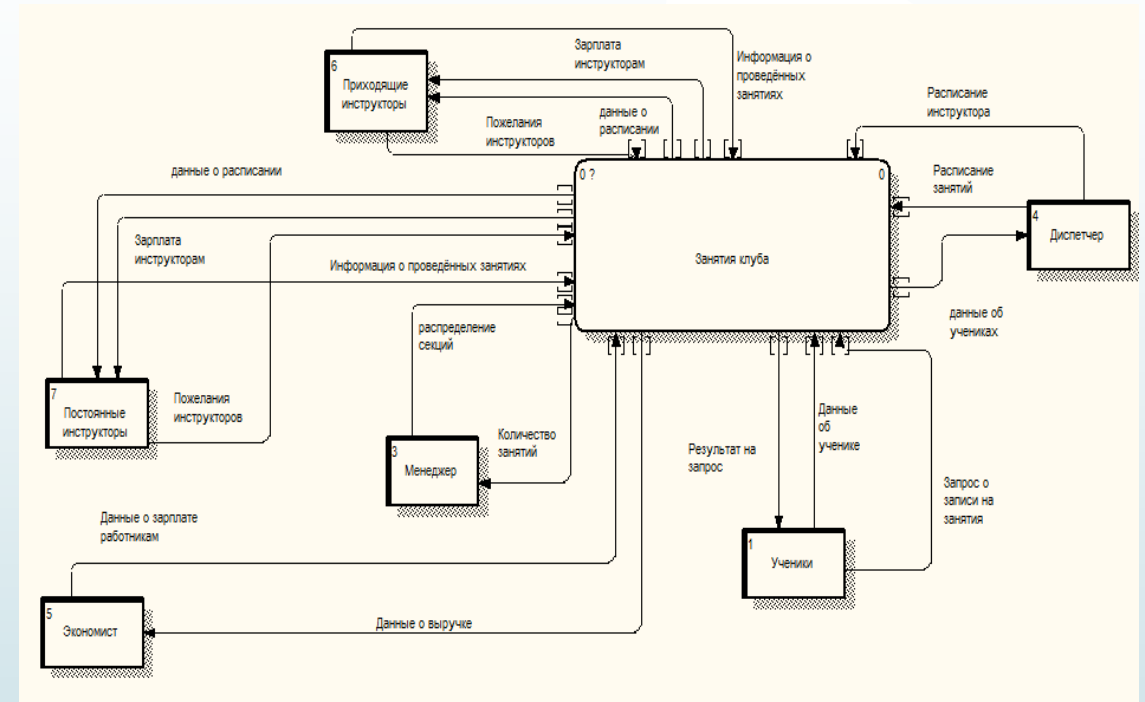 6
Приходящие
инструкторы
Зарплата
инструкторам
Информация о
проведённых
занятиях
Расписание
инструктора
Пожелания
инструкторов
данные о
расписании
данные о расписании
0 ?
0
Занятия клуба
Расписание
занятий
4
Диспетчер
Зарплата
инструкторам
Информация о проведённых занятиях
распределение
секций
данные об
учениках
7
Постоянные
инструкторы
Пожелания
инструкторов
3
Менеджер
Количество
занятий
Результат на
запрос
Данные
об
ученике
Запрос о
записи на
занятия
Данные о зарплате
работникам
1
Ученики
5
Экономист
Данные о выручке